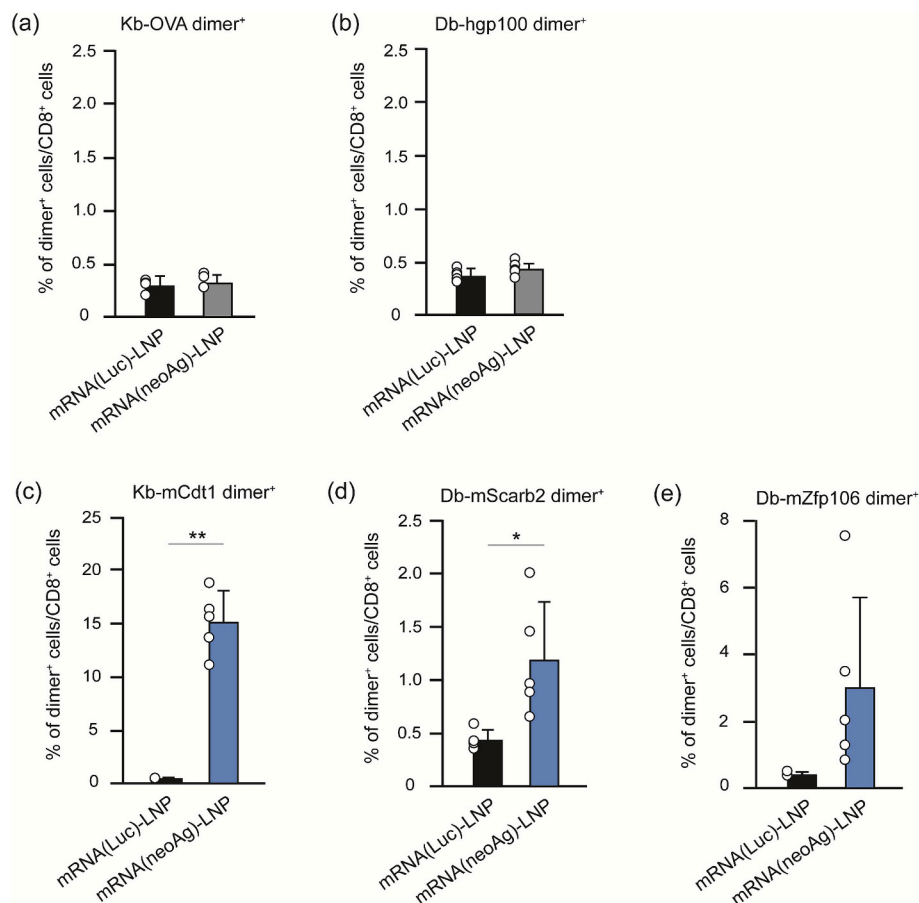 (a)
Kb-OVA dimer⁺
% of dimer⁺ cells/CD8⁺ cells
2.5
2.0
1.5
1.0
0.5
0
mRNA(Luc)-LNP
mRNA(neoAg)-LNP
(b)
Db-hgp100 dimer⁺
% of dimer⁺ cells/CD8⁺ cells
2.5
2.0
1.5
1.0
0.5
0
mRNA(Luc)-LNP
mRNA(neoAg)-LNP
(c)
Kb-mCdt1 dimer⁺
% of dimer⁺ cells/CD8⁺ cells
25
20
15
10
5
0
**
mRNA(Luc)-LNP
mRNA(neoAg)-LNP
(d)
Db-mScarb2 dimer⁺
% of dimer⁺ cells/CD8⁺ cells
2.5
2.0
1.5
1.0
0.5
0
*
mRNA(Luc)-LNP
mRNA(neoAg)-LNP
(e)
Db-mZfp106 dimer⁺
% of dimer⁺ cells/CD8⁺ cells
8
6
4
2
0
mRNA(Luc)-LNP
mRNA(neoAg)-LNP